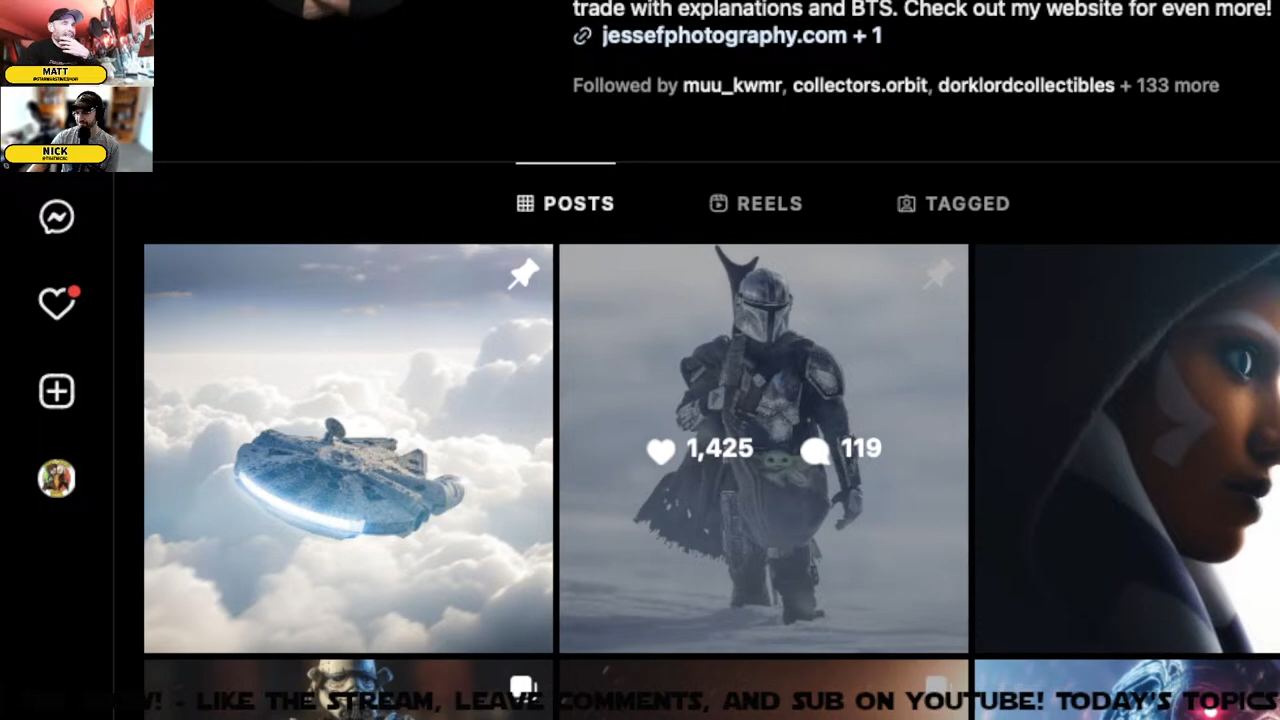 trade with explanations and BTS. Check out my website for even more!
jessefphotography.com + 1
Followed by muu_kwmr, collectors.orbit, dorklordcollectibles + 133 more
MATT
NICK
POSTS
REELS
TAGGED
1,425
119
! - LIKE THE STREAM, LEAVE COMMENTS, AND SUB ON YOUTUBE! TODAY'S TOPICS